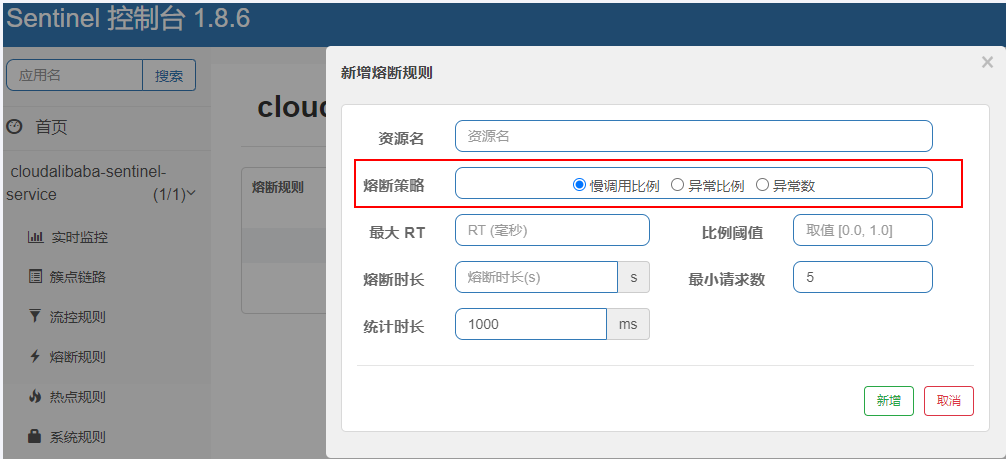 Sentinel 控制台 1.8.6
应用名 搜索
首页
cloudalibaba-sentinel-
service (1/1)
实时监控
簇点链路
流控规则
熔断规则
热点规则
系统规则
clou
熔断规则
新增熔断规则 ×
资源名 资源名
熔断策略 慢调用比例 异常比例 异常数
最大 RT RT (毫秒) 比例阈值 取值 [0.0, 1.0]
熔断时长 熔断时长(s) s 最小请求数 5
统计时长 1000 ms
新增 取消